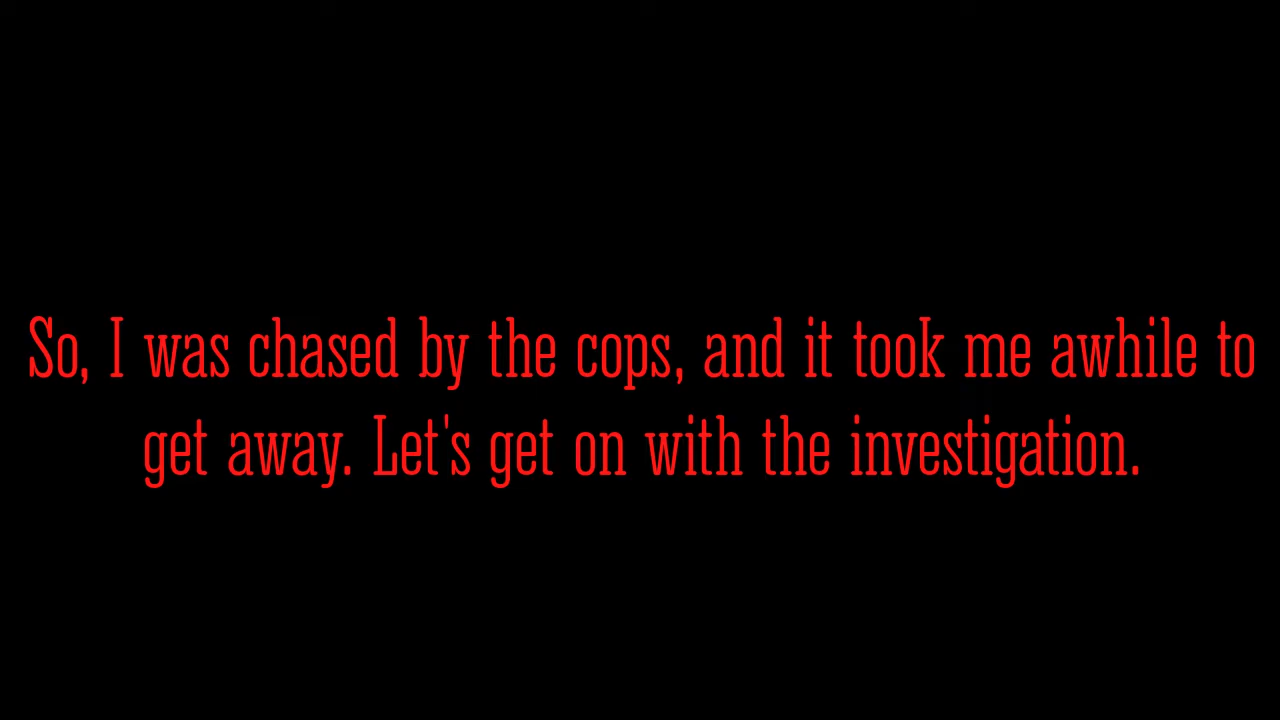 So, I was chased by the cops, and it took me awhile to
get away. Let's get on with the investigation.